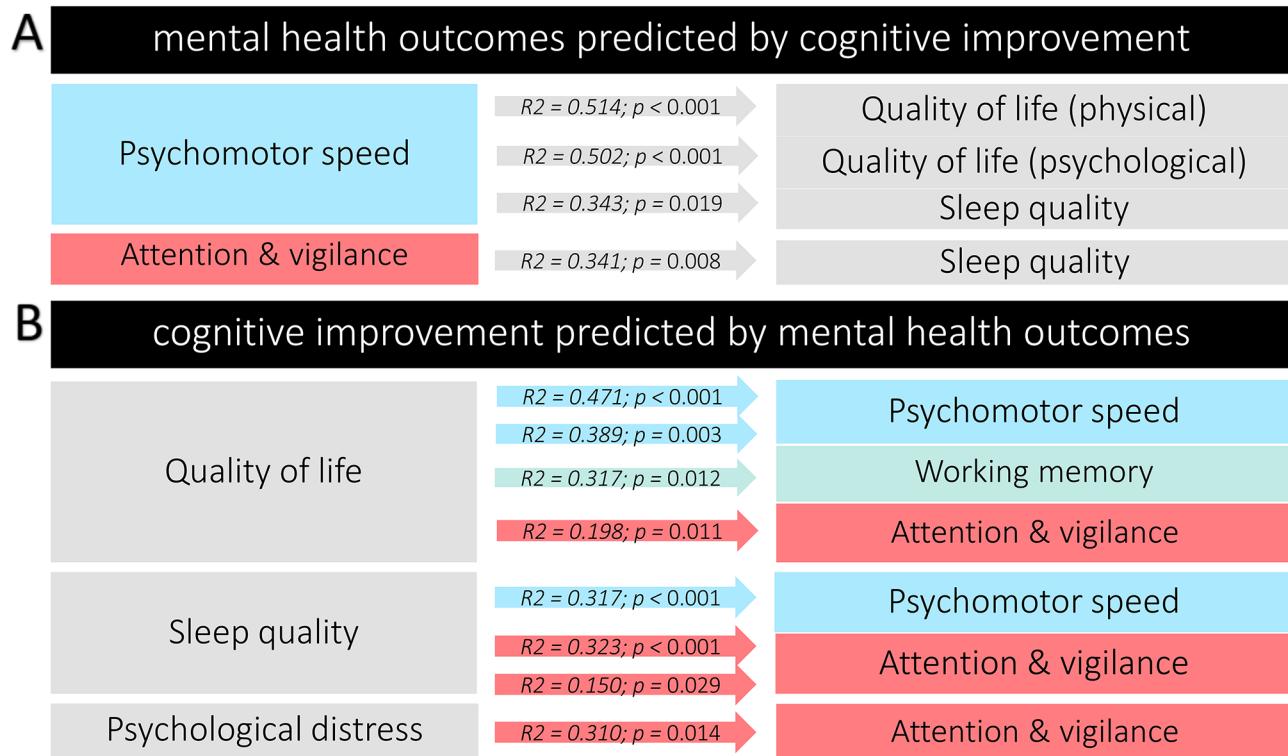 A
mental health outcomes predicted by cognitive improvement
Psychomotor speed
R2 = 0.514; p < 0.001
Quality of life (physical)
R2 = 0.502; p < 0.001
Quality of life (psychological)
R2 = 0.343; p = 0.019
Sleep quality
Attention & vigilance
R2 = 0.341; p = 0.008
Sleep quality
B
cognitive improvement predicted by mental health outcomes
Quality of life
R2 = 0.471; p < 0.001
R2 = 0.389; p = 0.003
Psychomotor speed
R2 = 0.317; p = 0.012
Working memory
R2 = 0.198; p = 0.011
Attention & vigilance
Sleep quality
R2 = 0.317; p < 0.001
Psychomotor speed
R2 = 0.323; p < 0.001
R2 = 0.150; p = 0.029
Attention & vigilance
Psychological distress
R2 = 0.310; p = 0.014
Attention & vigilance